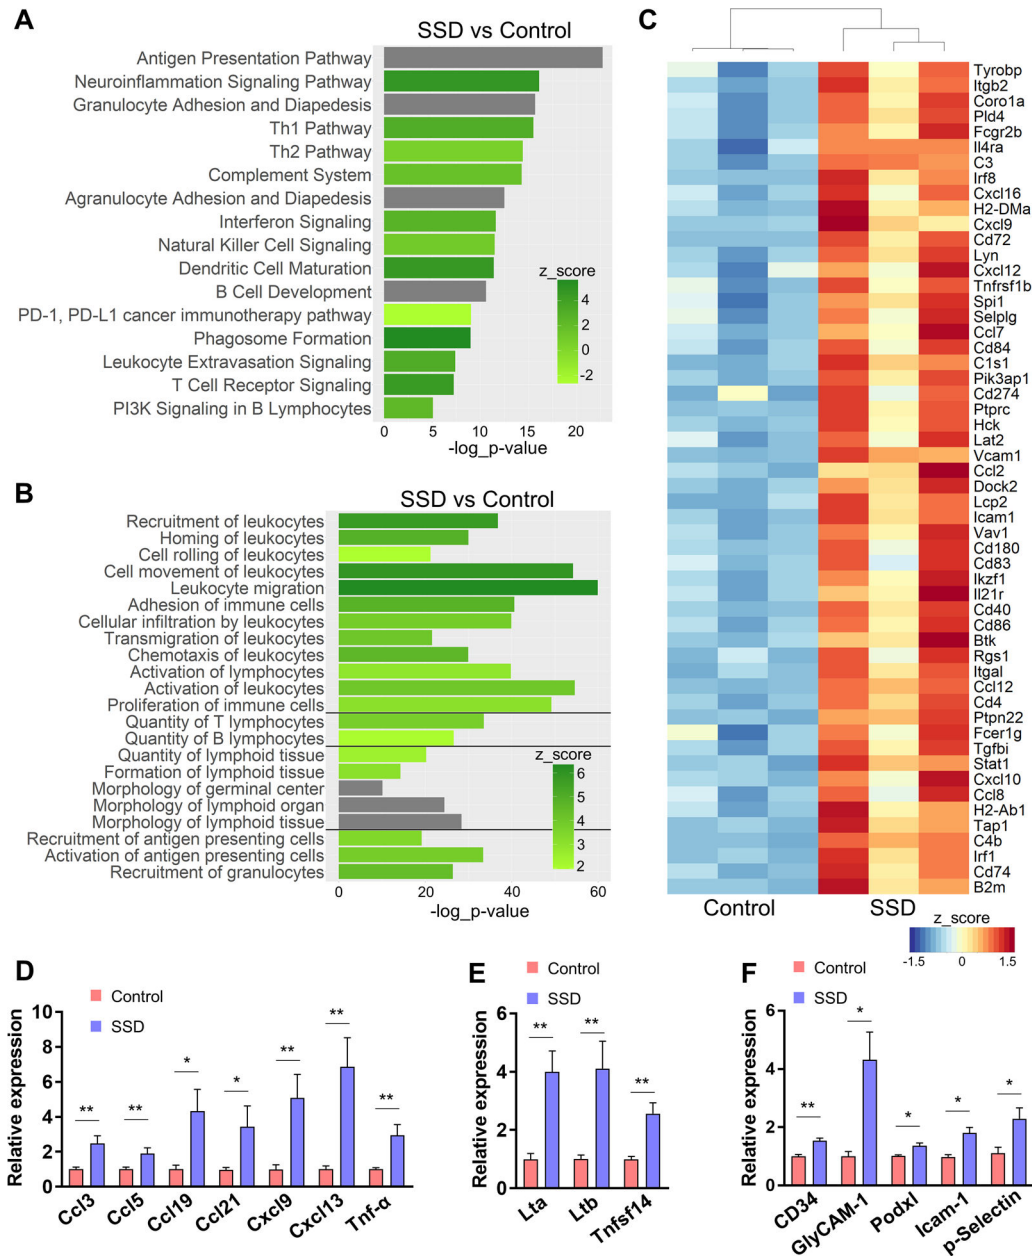 A
SSD vs Control
Antigen Presentation Pathway
Neuroinflammation Signaling Pathway
Granulocyte Adhesion and Diapedesis
Th1 Pathway
Th2 Pathway
Complement System
Agranulocyte Adhesion and Diapedesis
Interferon Signaling
Natural Killer Cell Signaling
Dendritic Cell Maturation
B Cell Development
PD-1, PD-L1 cancer immunotherapy pathway
Phagosome Formation
Leukocyte Extravasation Signaling
T Cell Receptor Signaling
PI3K Signaling in B Lymphocytes
z_score
4
2
0
-2
0 5 10 15 20
-log_p-value
B
SSD vs Control
Recruitment of leukocytes
Homing of leukocytes
Cell rolling of leukocytes
Cell movement of leukocytes
Leukocyte migration
Adhesion of immune cells
Cellular infiltration by leukocytes
Transmigration of leukocytes
Chemotaxis of leukocytes
Activation of lymphocytes
Activation of leukocytes
Proliferation of immune cells
Quantity of T lymphocytes
Quantity of B lymphocytes
Quantity of lymphoid tissue
Formation of lymphoid tissue
Morphology of germinal center
Morphology of lymphoid organ
Morphology of lymphoid tissue
Recruitment of antigen presenting cells
Activation of antigen presenting cells
Recruitment of granulocytes
z_score
6
5
4
3
2
0 20 40 60
-log_p-value
C
Tyrobp
Itgb2
Coro1a
Pld4
Fcgr2b
Il4ra
C3
Irf8
Cxcl16
H2-DMa
Cxcl9
Cd72
Lyn
Cxcl12
Tnfrsf1b
Spi1
Selplg
Ccl7
Cd84
C1s1
Pik3ap1
Cd274
Ptprc
Hck
Lat2
Vcam1
Ccl2
Dock2
Lcp2
Icam1
Vav1
Cd180
Cd83
Ikzf1
Il21r
Cd40
Cd86
Btk
Rgs1
Itgal
Ccl12
Cd4
Ptpn22
Fcer1g
Tgfbi
Stat1
Cxcl10
Ccl8
H2-Ab1
Tap1
C4b
Irf1
Cd74
B2m
Control SSD
z_score
-1.5 0 1.5
D
Control
SSD
Relative expression
10
8
6
4
2
0
** ** * * ** ** **
Ccl3 Ccl5 Ccl19 Ccl21 Cxcl9 Cxcl13 Tnf-α
E
Control
SSD
Relative expression
6
4
2
0
** ** **
Lta Ltb Tnfsf14
F
Control
SSD
Relative expression
6
4
2
0
** * * * *
CD34 GlyCAM-1 Podxl Icam-1 p-Selectin